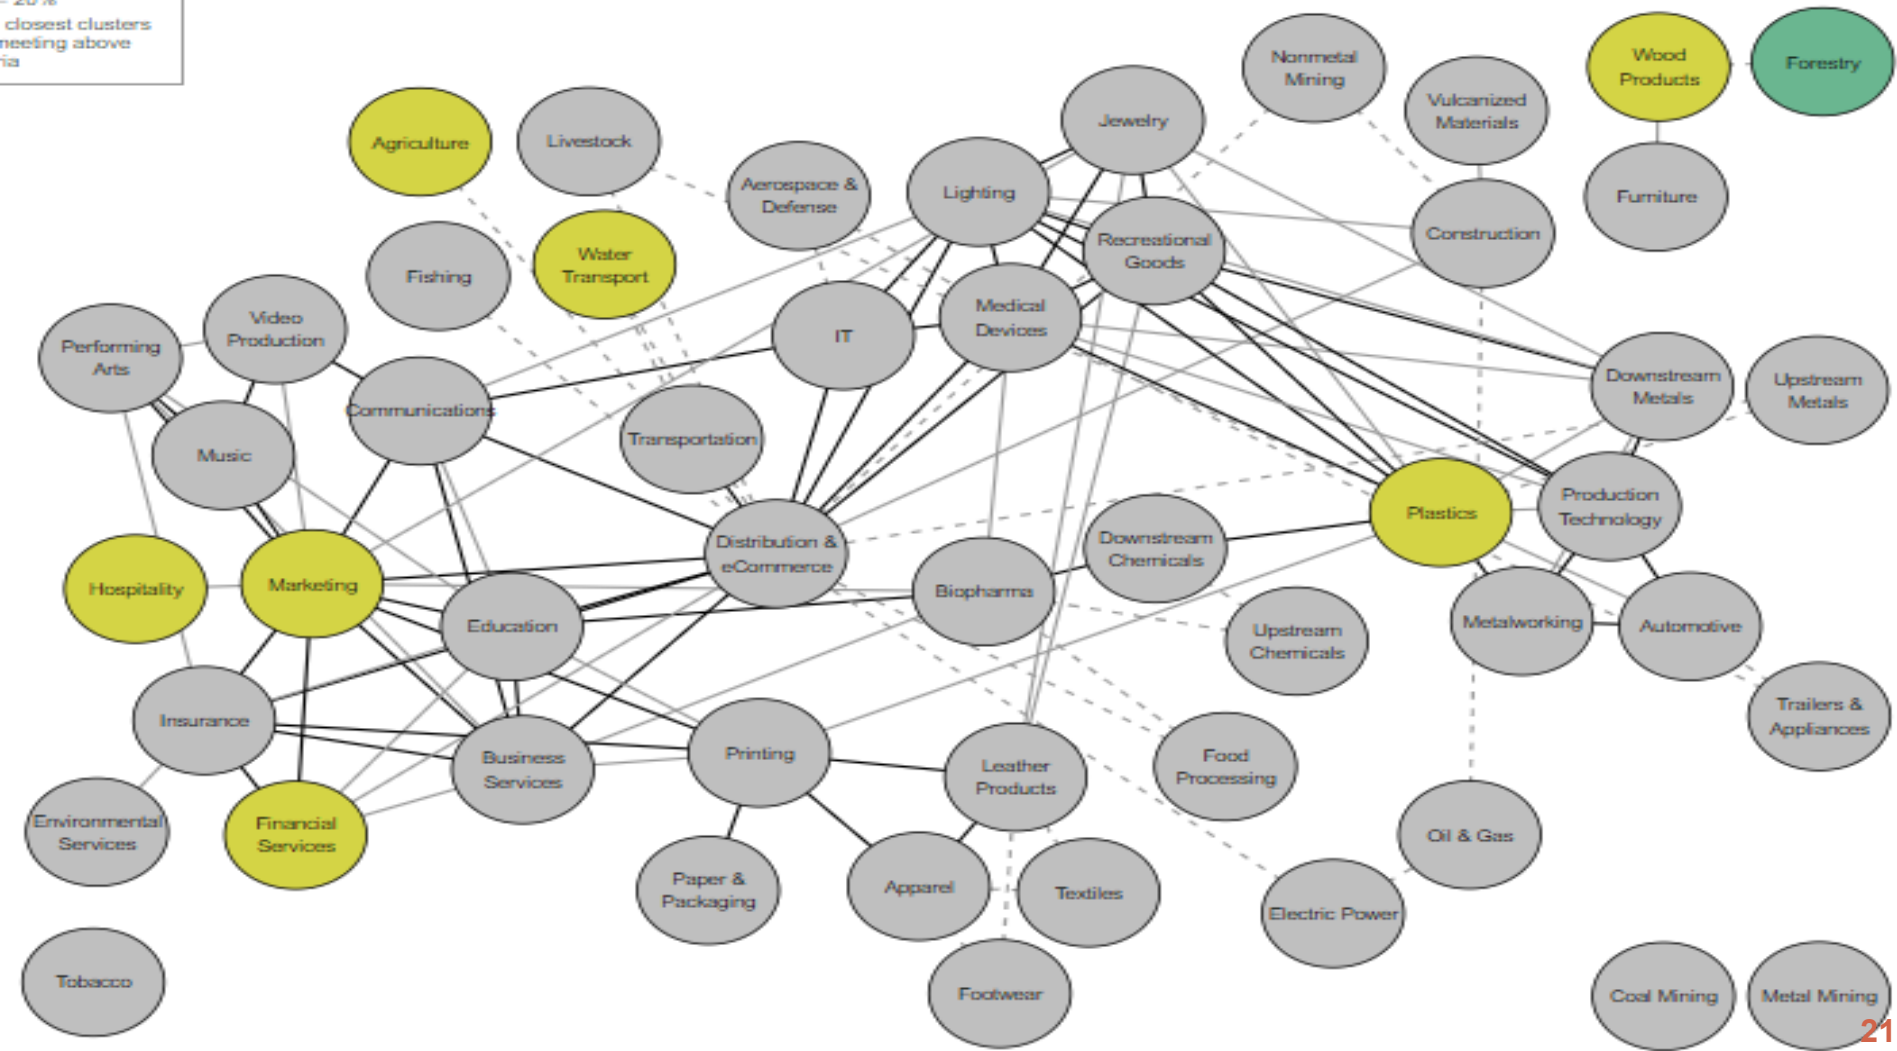 – 20%
closest clusters
meeting above
Agriculture
Livestock
Aerospace &
Defense
Lighting
Jewelry
Nonmetal
Mining
Vulcanized
Materials
Wood
Products
Forestry
Furniture
Construction
Recreational
Goods
Medical
Devices
IT
Water
Transport
Fishing
Video
Production
Performing
Arts
Communications
Transportation
Music
Downstream
Metals
Upstream
Metals
Plastics
Production
Technology
Downstream
Chemicals
Distribution &
eCommerce
Biopharma
Hospitality
Marketing
Education
Upstream
Chemicals
Metalworking
Automotive
Trailers &
Appliances
Insurance
Business
Services
Printing
Leather
Products
Food
Processing
Environmental
Services
Financial
Services
Oil & Gas
Paper &
Packaging
Apparel
Textiles
Electric Power
Tobacco
Footwear
Coal Mining
Metal Mining
21